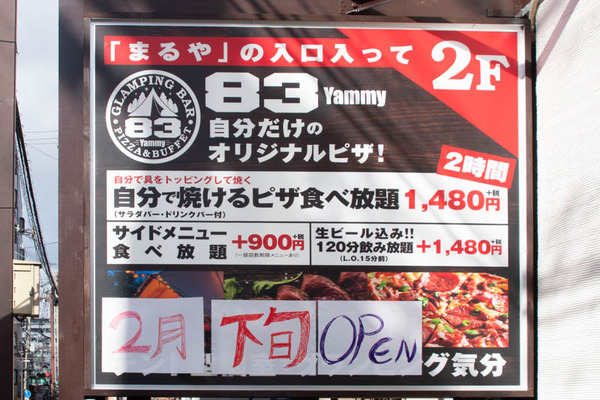 「まるや」の入口入って
2F
GLAMPING BAR
83
Yammy
PIZZA&BUFFET
83 Yammy
自分だけの
オリジナルピザ!
2時間
自分で具をトッピングして焼く
自分で焼けるピザ食べ放題 1,480円+税
(サラダバー・ドリンクバー付)
サイドメニュー
食べ放題 +900円+税
(一部回数制限メニューあり)
生ビール込み!!
120分飲み放題 +1,480円+税
(L.O.15分前)
2月 下旬 OPEN
グ気分